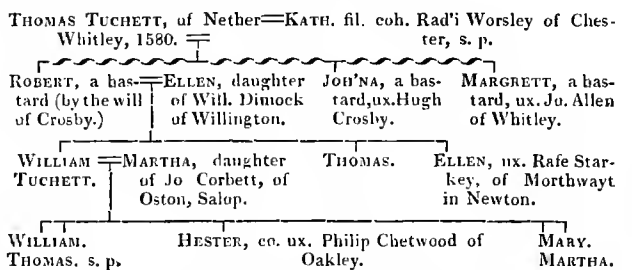 THOMAS TUCHETT, of Nether=KATH. fil. coh. Rad'i Worsley of Ches-
Whitley, 1580. ter, s. p.
ROBERT, a bas-=ELLEN, daughter JOH'NA, a bas- MARGRETT, a bas-
tard (by the will of Will. Dimock tard, ux. Hugh tard, ux. Jo. Allen
of Crosby.) of Willington. Crosby. of Whitley.
WILLIAM =MARTHA, daughter THOMAS. ELLEN, ux. Rafe Star-
TUCHETT. of Jo Corbett, of key, of Morthwayt
Oston, Salop. in Newton.
WILLIAM. HESTER, co. ux. Philip Chetwood of MARY.
THOMAS. s. p. Oakley. MARTHA.